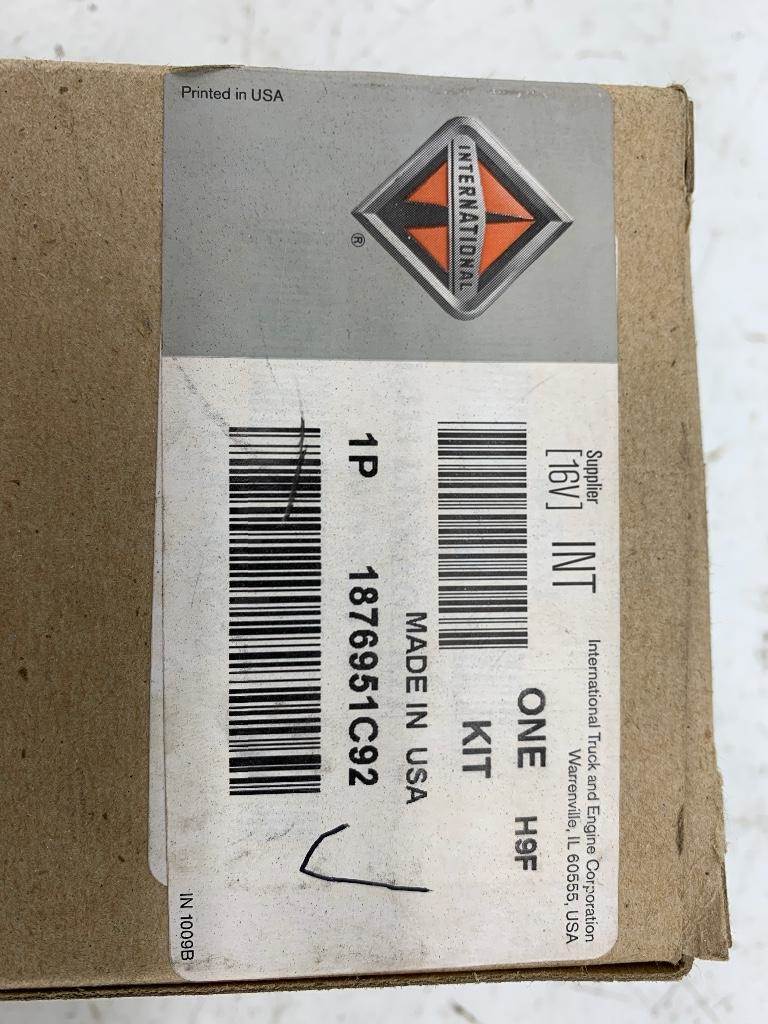 Printed in USA
INTERNATIONAL
®
Supplier
[16V] INT
International Truck and Engine Corporation
Warrenville, IL 60555, USA
ONE H9F
KIT
MADE IN USA
1P 1876951C92
IN 1009B